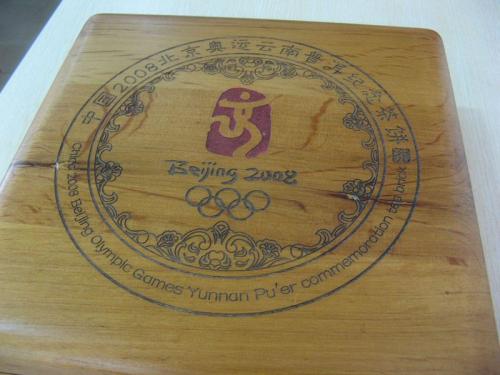 中国2008北京奥运云南普洱纪念茶饼
Beijing 2008
China 2008 Beijing Olympic Games Yunnan Pu'er commemoration tea brick